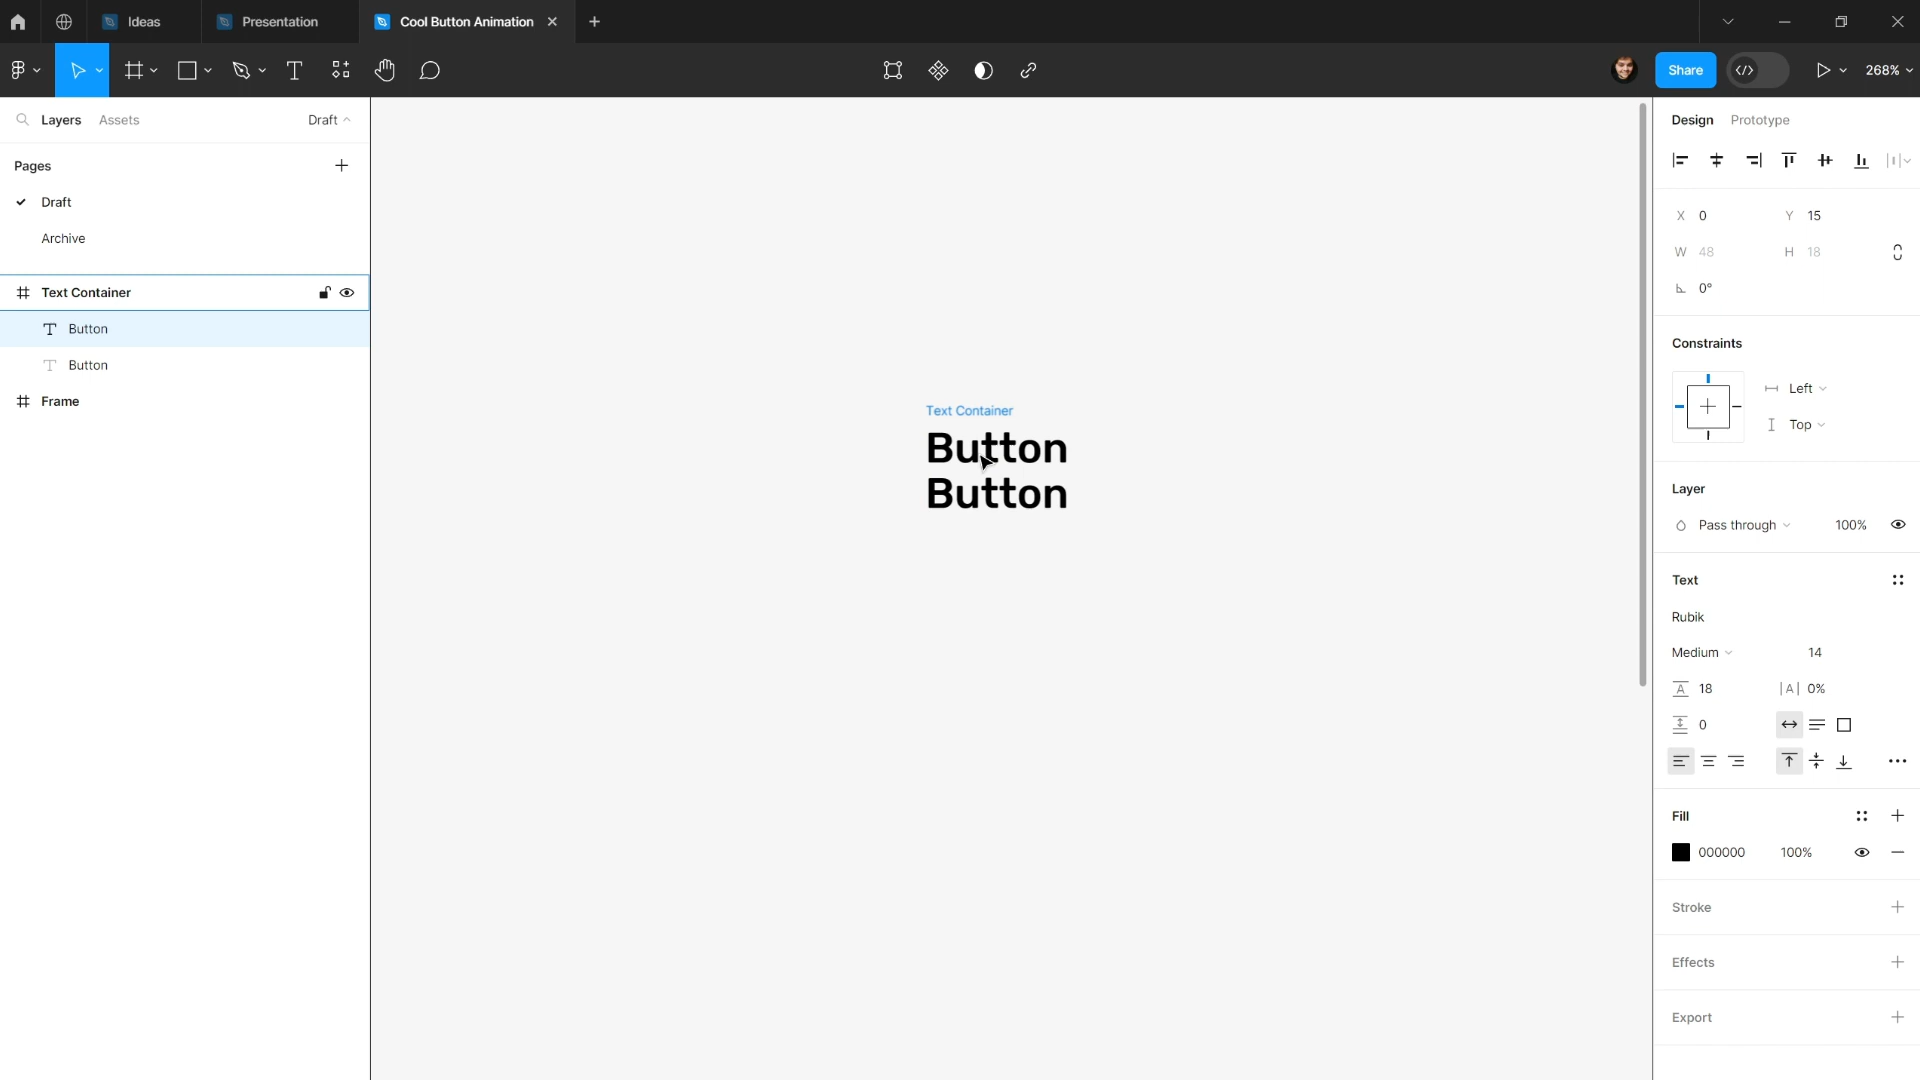 Ideas
Presentation
Cool Button Animation
Share
268%
Layers
Assets
Draft
Pages
Draft
Archive
Text Container
Button
Button
Frame
Text Container
Button
Button
Design
Prototype
X 0
Y 15
W 48
H 18
0°
Constraints
Left
Top
Layer
Pass through
100%
Text
Rubik
Medium
14
A 18
|A| 0%
0
Fill
000000
100%
Stroke
Effects
Export